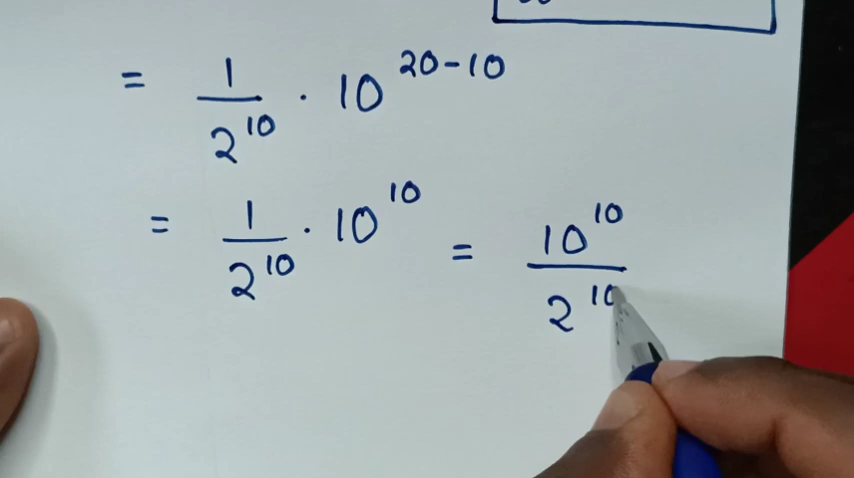 = 1/2^10 · 10^20-10
= 1/2^10 · 10^10 = 10^10/2^10